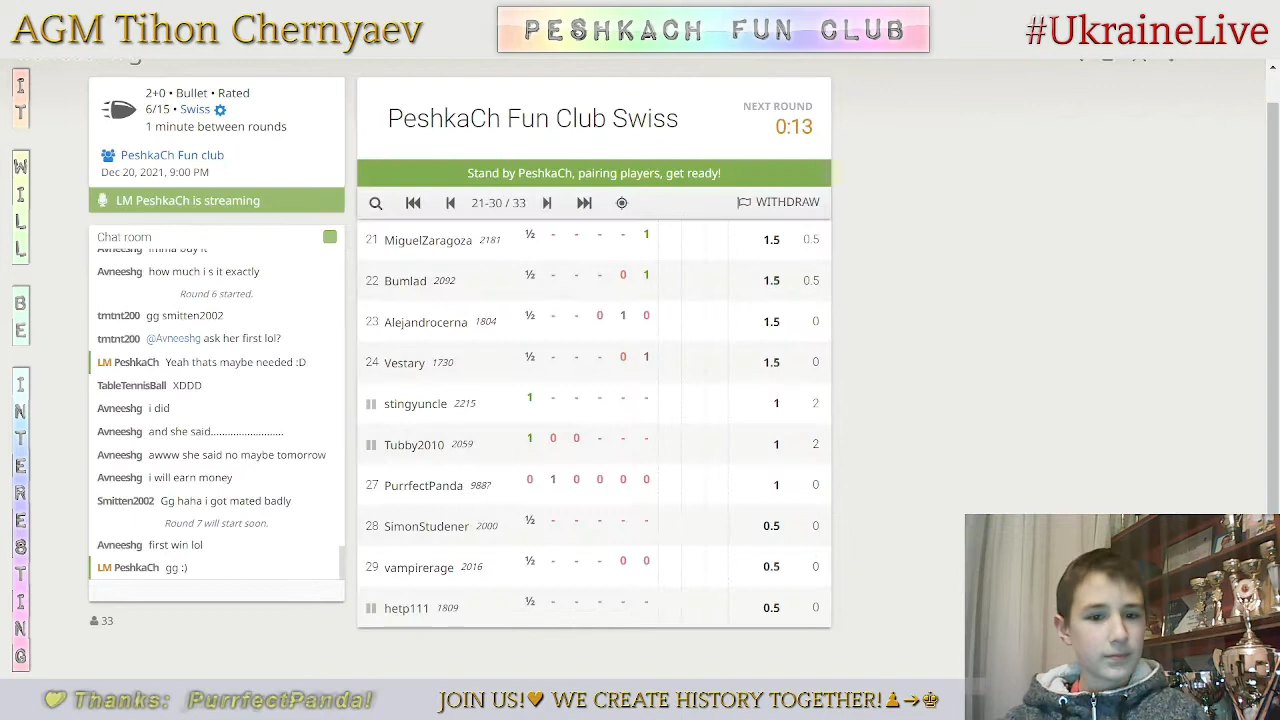 AGM Tihon Chernyaev
PESHKACH FUN CLUB
#UkraineLive
IT
WILL
BE
INTERESTING
2+0 • Bullet • Rated
6/15 • Swiss
1 minute between rounds
PeshkaCh Fun club
Dec 20, 2021, 9:00 PM
LM PeshkaCh is streaming
Chat room
Avneeshg imma buy it
Avneeshg how much i s it exactly
Round 6 started.
tmtnt200 gg smitten2002
tmtnt200 @Avneeshg ask her first lol?
LM PeshkaCh Yeah thats maybe needed :D
TableTennisBall XDDD
Avneeshg i did
Avneeshg and she said........................
Avneeshg awww she said no maybe tomorrow
Avneeshg i will earn money
Smitten2002 Gg haha i got mated badly
Round 7 will start soon.
Avneeshg first win lol
LM PeshkaCh gg :)
33
PeshkaCh Fun Club Swiss
NEXT ROUND
0:13
Stand by PeshkaCh, pairing players, get ready!
21-30 / 33
WITHDRAW
21 MiguelZaragoza 2181 ½ - - - - 1 1.5 0.5
22 Bumlad 2092 ½ - - - 0 1 1.5 0.5
23 Alejandrocerna 1804 ½ - - 0 1 0 1.5 0
24 Vestary 1730 ½ - - - 0 1 1.5 0
stingyuncle 2215 1 - - - - - 1 2
Tubby2010 2059 1 0 0 - - - 1 2
27 PurrfectPanda 988? 0 1 0 0 0 0 1 0
28 SimonStudener 2000 ½ - - - - - 0.5 0
29 vampirerage 2016 ½ - - - 0 0 0.5 0
hetp111 1809 ½ - - - - - 0.5 0
Thanks: PurrfectPanda!
JOIN US! WE CREATE HISTORY TOGETHER!